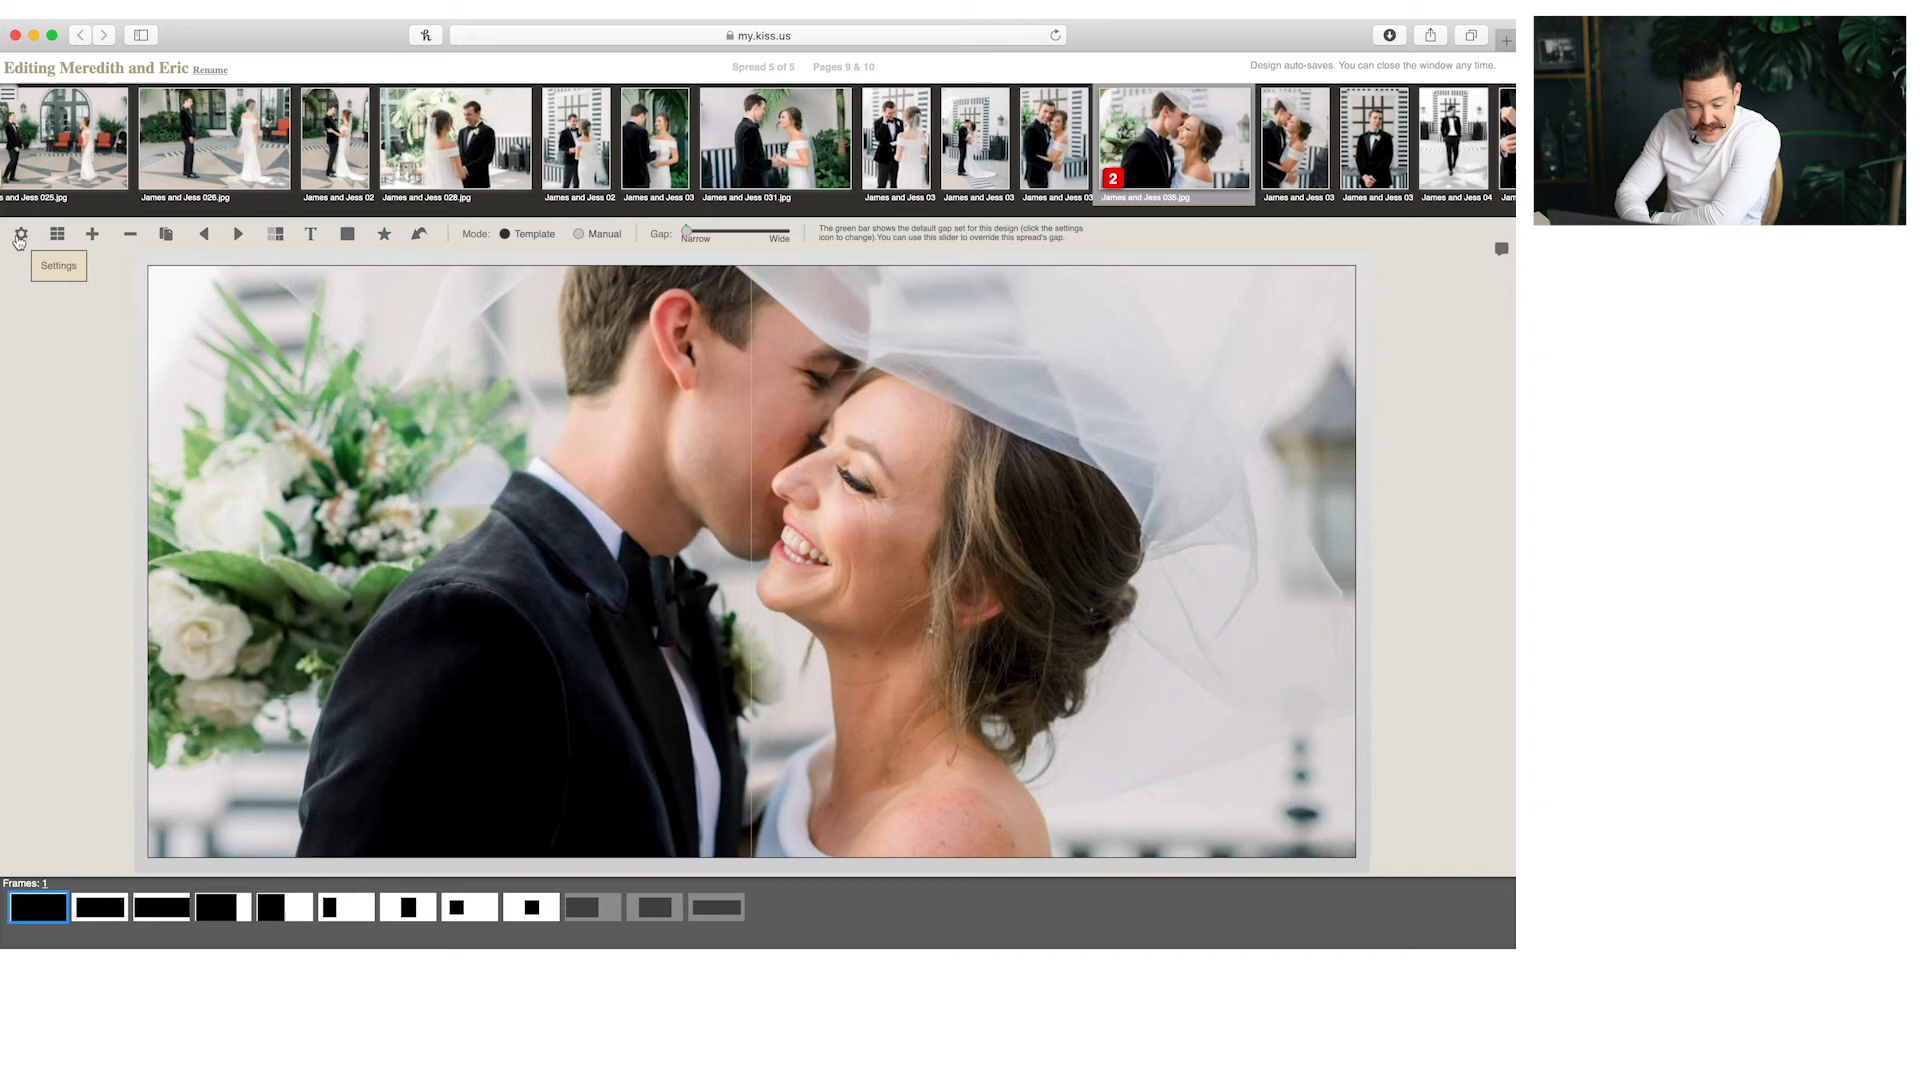 my.kiss.us
Editing Meredith and Eric Rename
Spread 5 of 5 Pages 9 & 10
Design auto-saves. You can close the window any time.
s and Jess 025.jpg
James and Jess 026.jpg
James and Jess 02
James and Jess 028.jpg
James and Jess 02
James and Jess 03
James and Jess 031.jpg
James and Jess 03
James and Jess 03
James and Jess 03
2
James and Jess 035.jpg
James and Jess 03
James and Jess 03
James and Jess 04
Jam
T
Mode: Template Manual
Gap: Narrow Wide
The green bar shows the default gap set for this design (click the settings
icon to change).You can use this slider to override this spread's gap.
Settings
Frames: 1